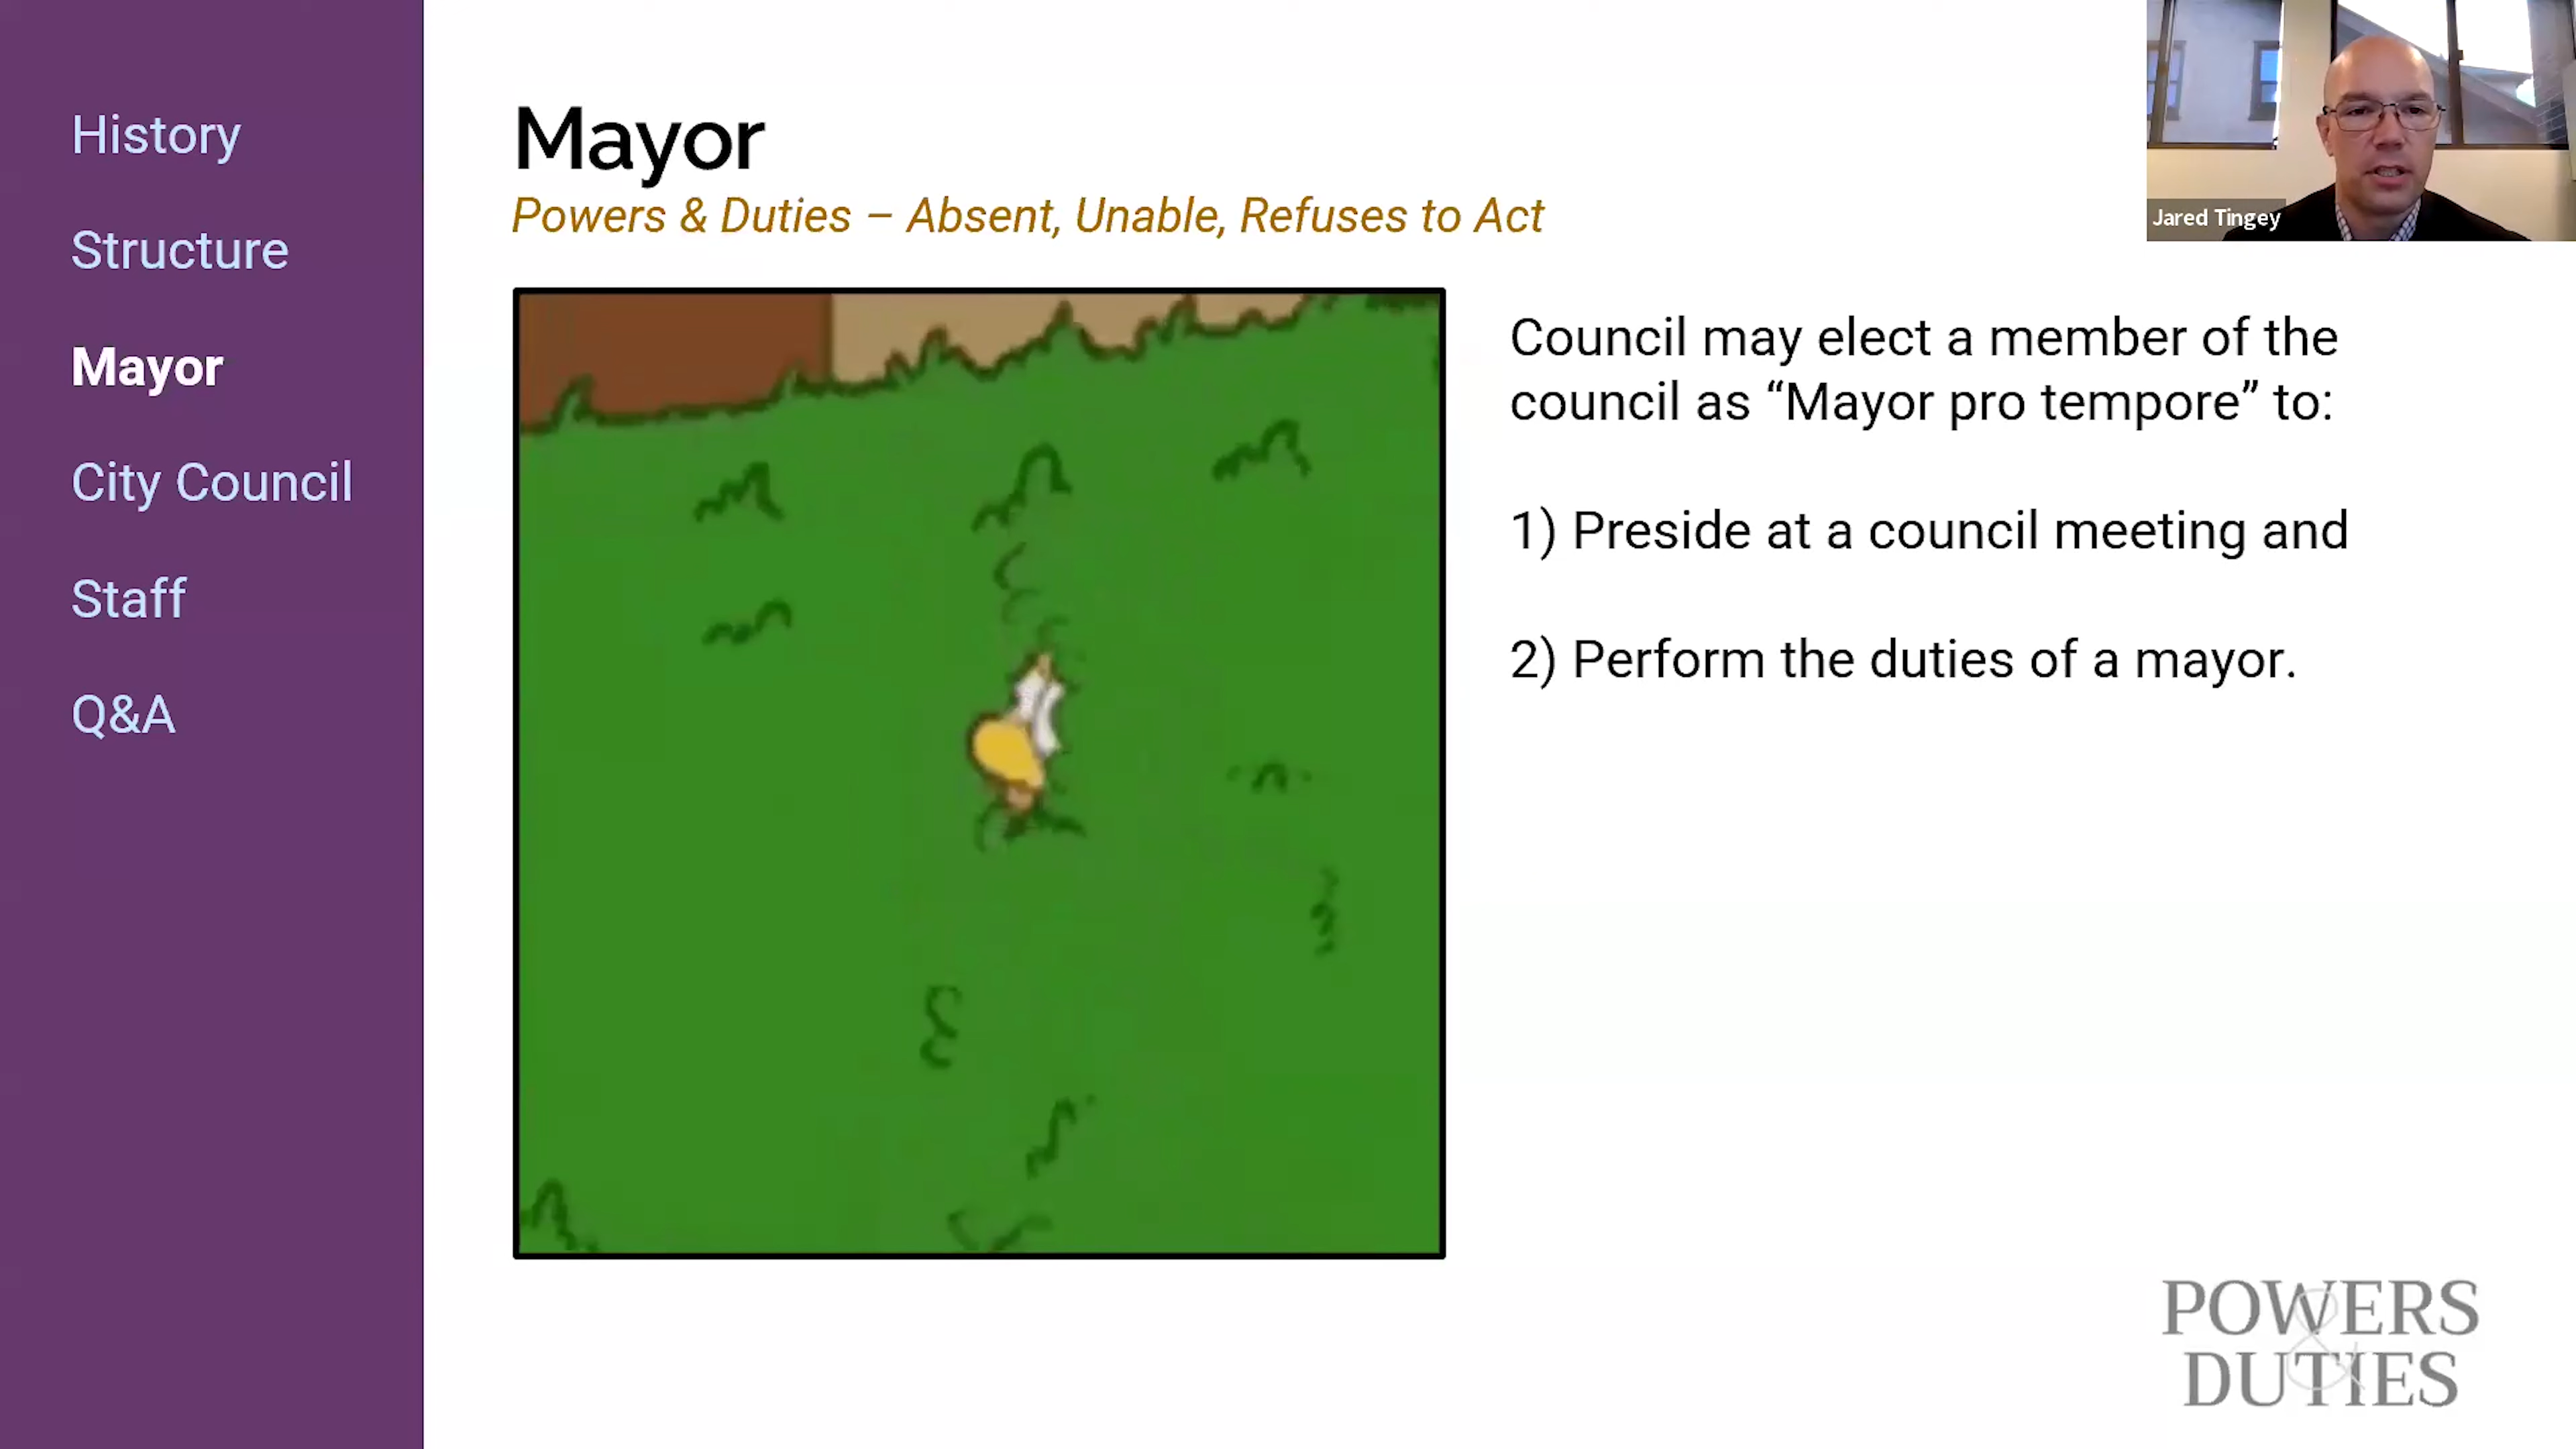 History
Structure
Mayor
City Council
Staff
Q&A
Mayor
Powers & Duties – Absent, Unable, Refuses to Act
Council may elect a member of the
council as “Mayor pro tempore” to:
1) Preside at a council meeting and
2) Perform the duties of a mayor.
Jared Tingey
POWERS
&
DUTIES